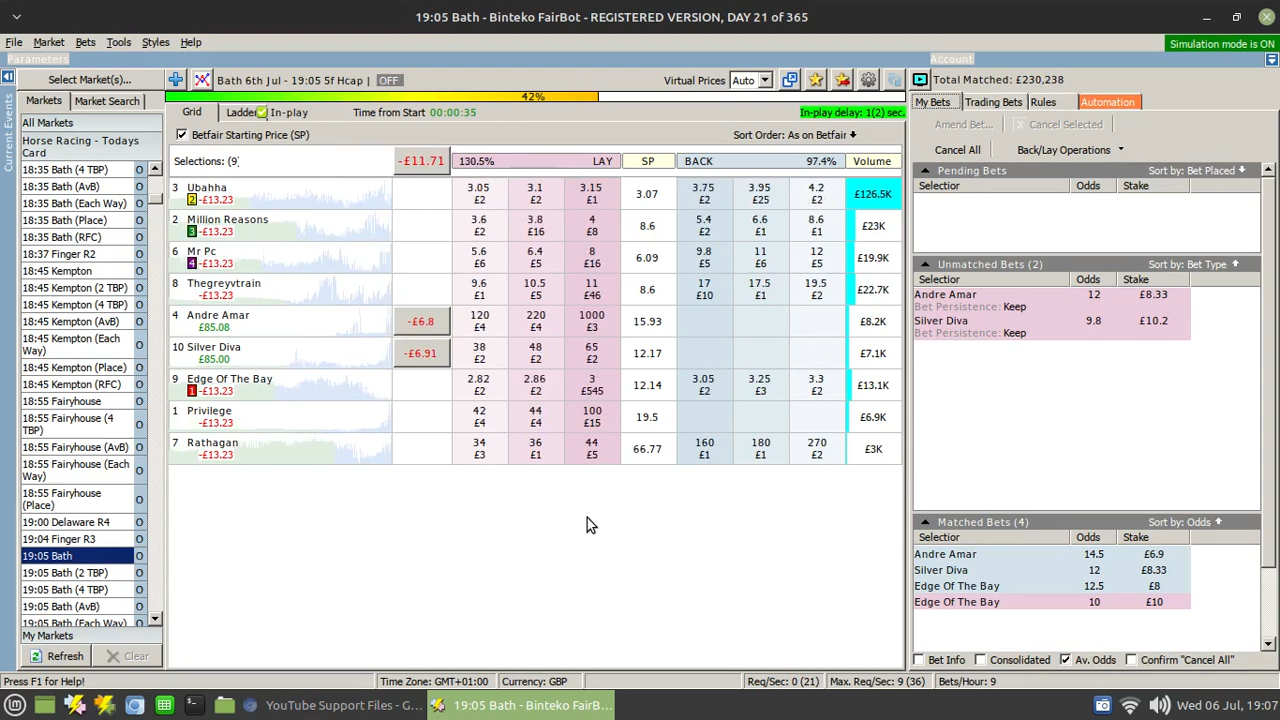 19:05 Bath - Binteko FairBot - REGISTERED VERSION, DAY 21 of 365
File Market Bets Tools Styles Help
Simulation mode is ON
Parameters
Account
Select Market(s)...
Bath 6th Jul - 19:05 5f Hcap | OFF
Virtual Prices Auto
Total Matched: £230,238
Current Events
Markets Market Search
42%
My Bets Trading Bets Rules Automation
Grid Ladder In-play Time from Start 00:00:35 In-play delay: 1(2) sec.
All Markets
Horse Racing - Todays Card
Betfair Starting Price (SP)
Sort Order: As on Betfair
Amend Bet... Cancel Selected
Cancel All Back/Lay Operations
Selections: (9) -£11.71 130.5% LAY SP BACK 97.4% Volume
3 Ubahha 3.05 3.1 3.15 3.07 3.75 3.95 4.2 £126.5K
2 -£13.23 £2 £2 £1 £2 £25 £2
2 Million Reasons 3.6 3.8 4 8.6 5.4 6.6 8.6 £23K
3 -£13.23 £2 £16 £8 £2 £1 £1
6 Mr Pc 5.6 6.4 8 6.09 9.8 11 12 £19.9K
4 -£13.23 £6 £6 £16 £5 £6 £5
8 Thegreyvtrain 9.6 10.5 11 8.6 17 17.5 19.5 £22.7K
-£13.23 £1 £5 £46 £10 £1 £2
4 Andre Amar -£6.8 120 220 1000 15.93 £8.2K
£85.08 £4 £2 £3
10 Silver Diva -£6.91 38 48 65 12.17 £7.1K
£85.00 £2 £2 £2
9 Edge Of The Bay 2.82 2.86 3 12.14 3.05 3.25 3.3 £13.1K
1 -£13.23 £2 £2 £545 £2 £3 £2
1 Privilege 42 44 100 19.5 £6.9K
-£13.23 £4 £4 £15
7 Rathagan 34 36 44 66.77 160 180 270 £3K
-£13.23 £3 £1 £5 £1 £1 £2
18:35 Bath (4 TBP) O
18:35 Bath (AvB) O
18:35 Bath (Each Way) O
18:35 Bath (Place) O
18:35 Bath (RFC) O
18:37 Finger R2 O
18:45 Kempton O
18:45 Kempton (2 TBP) O
18:45 Kempton (4 TBP) O
18:45 Kempton (AvB) O
18:45 Kempton (Each Way) O
18:45 Kempton (Place) O
18:45 Kempton (RFC) O
18:55 Fairyhouse O
18:55 Fairyhouse (4 TBP) O
18:55 Fairyhouse (AvB) O
18:55 Fairyhouse (Each Way) O
18:55 Fairyhouse (Place) O
19:00 Delaware R4 O
19:04 Finger R3 O
19:05 Bath O
19:05 Bath (2 TBP) O
19:05 Bath (4 TBP) O
19:05 Bath (AvB) O
19:05 Bath (Each Way) O
My Markets
Refresh Clear
Pending Bets Sort by: Bet Placed
Selection Odds Stake
Unmatched Bets (2) Sort by: Bet Type
Selection Odds Stake
Andre Amar 12 £8.33
Bet Persistence: Keep
Silver Diva 9.8 £10.2
Bet Persistence: Keep
Matched Bets (4) Sort by: Odds
Selection Odds Stake
Andre Amar 14.5 £6.9
Silver Diva 12 £8.33
Edge Of The Bay 12.5 £8
Edge Of The Bay 10 £10
Bet Info Consolidated Av. Odds Confirm "Cancel All"
Press F1 for Help! Time Zone: GMT+01:00 Currency: GBP Req/Sec: 0 (21) Max. Req/Sec: 9 (36) Bets/Hour: 9
YouTube Support Files - G... 19:05 Bath - Binteko FairB... Wed 06 Jul, 19:07